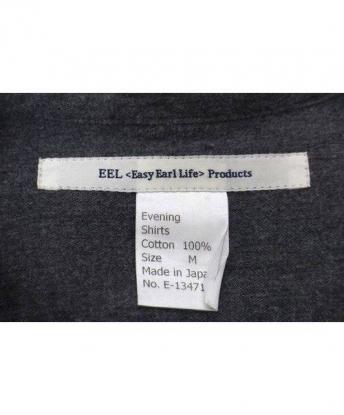 EEL <Easy Earl Life> Products
Evening
Shirts
Cotton 100%
Size M
Made in Japa
No. E-13471